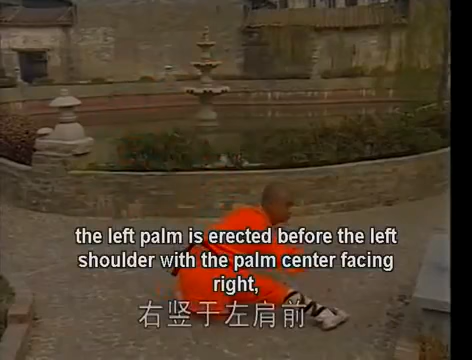 the left palm is erected before the left
shoulder with the palm center facing
right,
右竖于左肩前